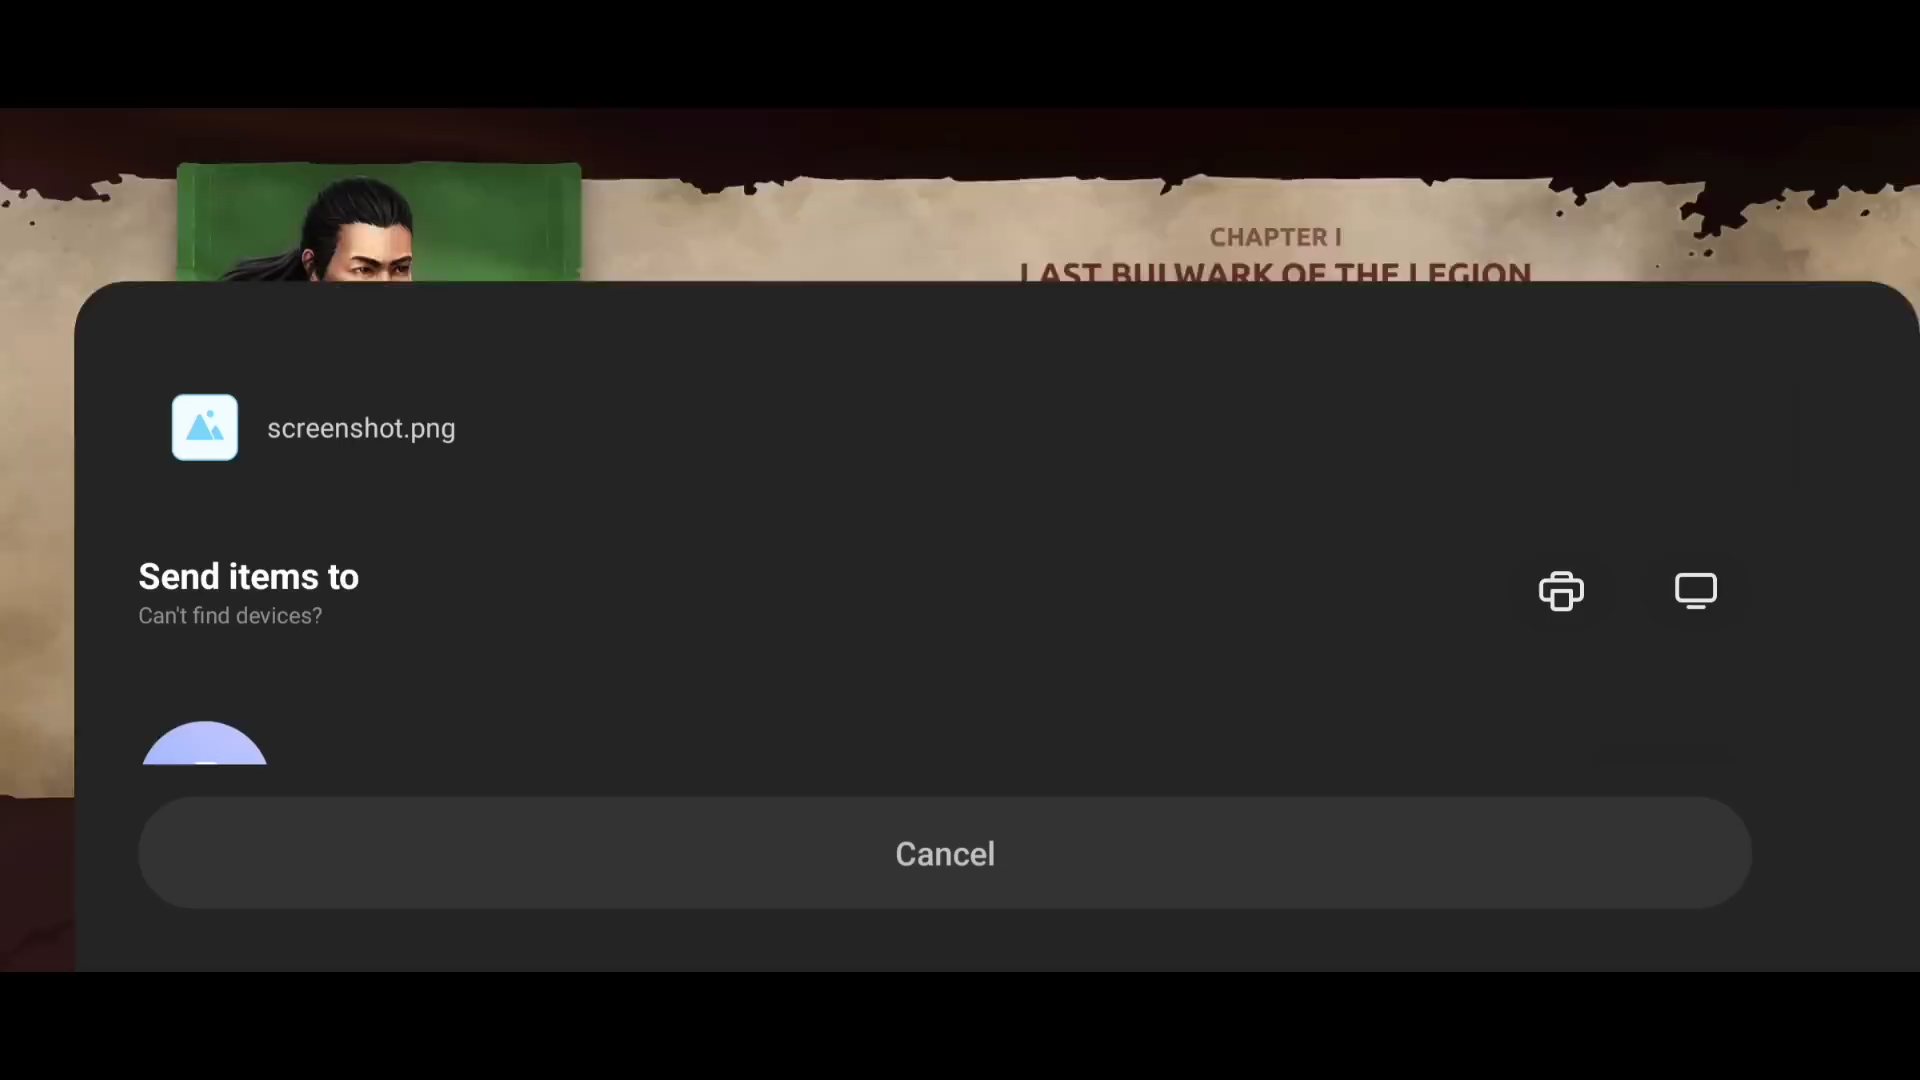 CHAPTER I
LAST BULWARK OF THE LEGION
screenshot.png
Send items to
Can't find devices?
Cancel